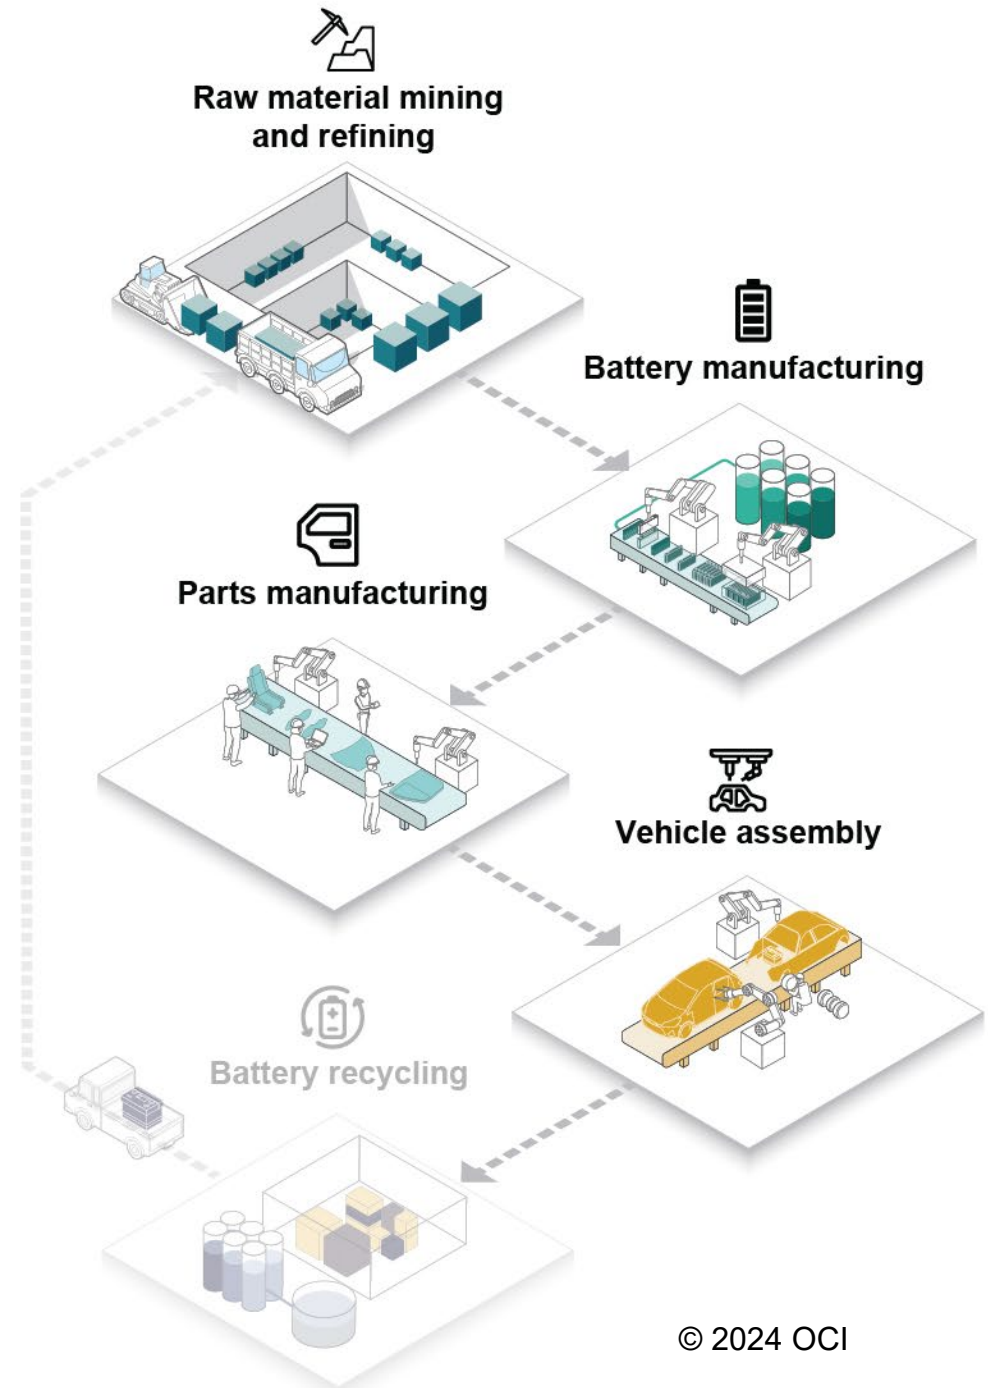 Raw material mining
and refining
Battery manufacturing
Parts manufacturing
Vehicle assembly
Battery recycling
© 2024 OCI